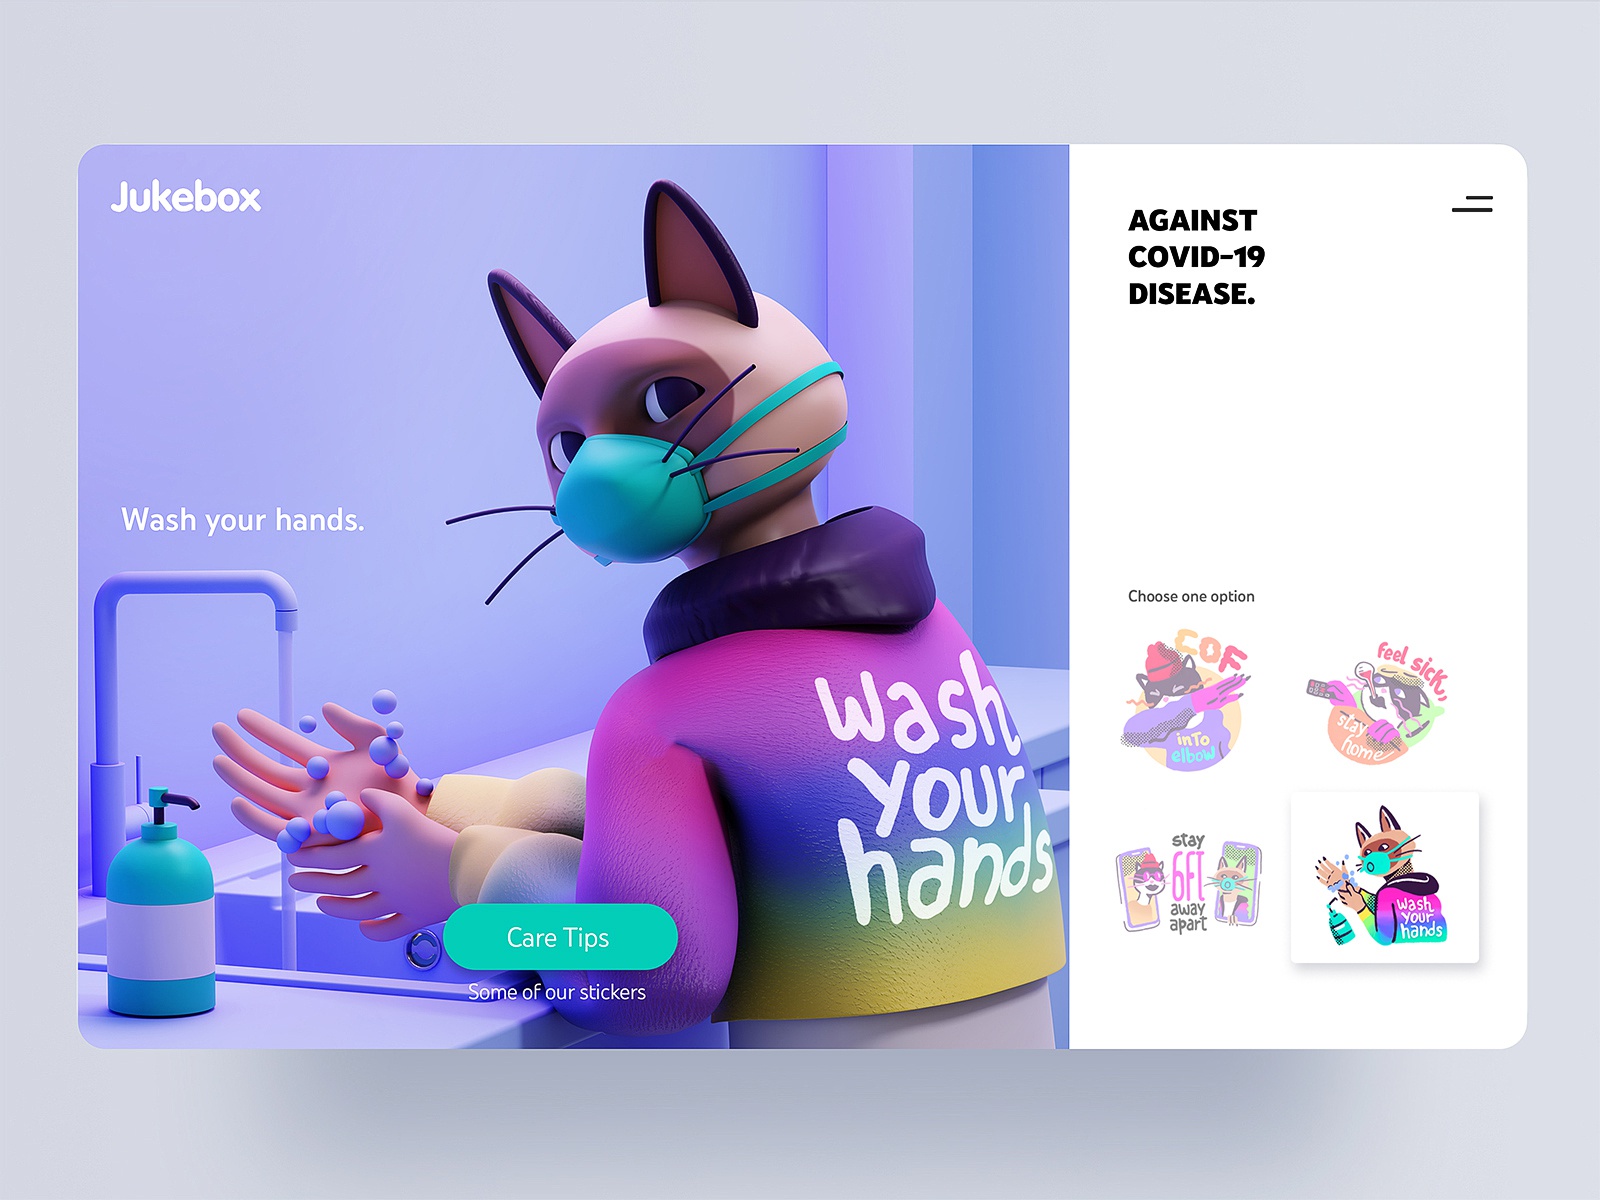 Jukebox
Wash your hands.
Wash
your
hands
Care Tips
Some of our stickers
AGAINST
COVID-19
DISEASE.
Choose one option
COF
inTo
elbow
feel sick,
stay
home
stay
6FT
away
apart
wash
your
hands